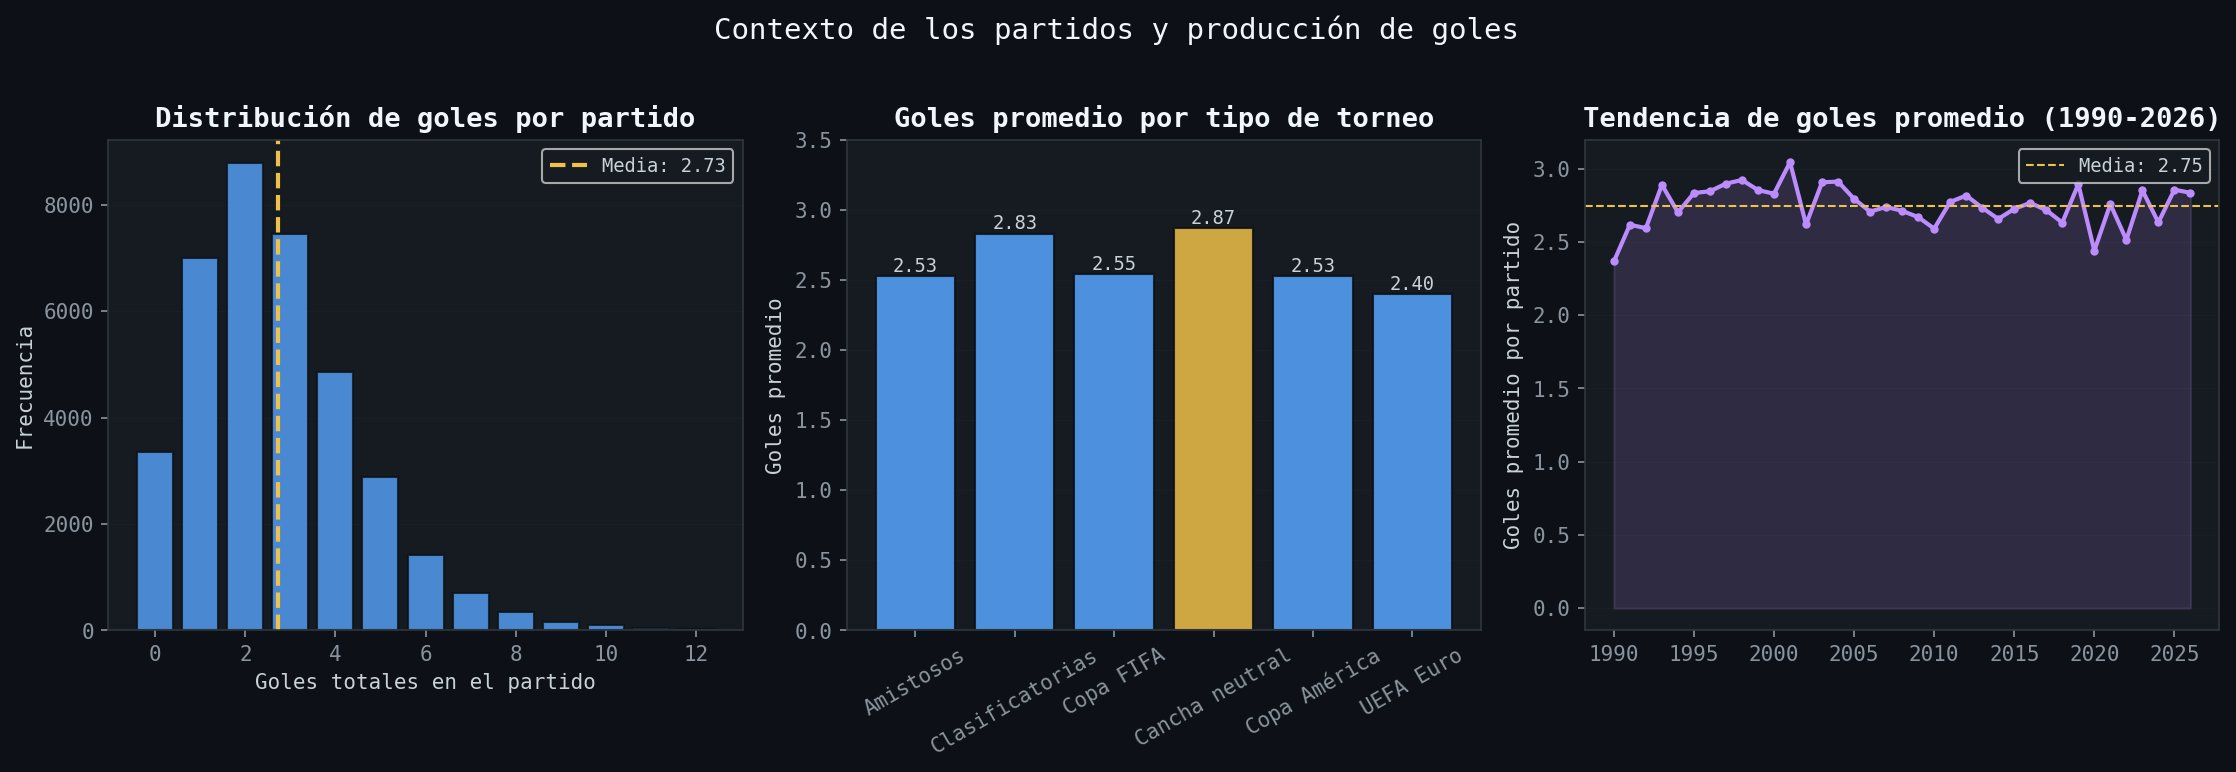 Contexto de los partidos y producción de goles
Distribución de goles por partido
Media: 2.73
Frecuencia
8000
6000
4000
2000
0
0 2 4 6 8 10 12
Goles totales en el partido
Goles promedio por tipo de torneo
Goles promedio
3.5
3.0
2.5
2.0
1.5
1.0
0.5
0.0
2.53
2.83
2.55
2.87
2.53
2.40
Amistosos
Clasificatorias
Copa FIFA
Cancha neutral
Copa América
UEFA Euro
Tendencia de goles promedio (1990-2026)
Media: 2.75
Goles promedio por partido
3.0
2.5
2.0
1.5
1.0
0.5
0.0
1990 1995 2000 2005 2010 2015 2020 2025